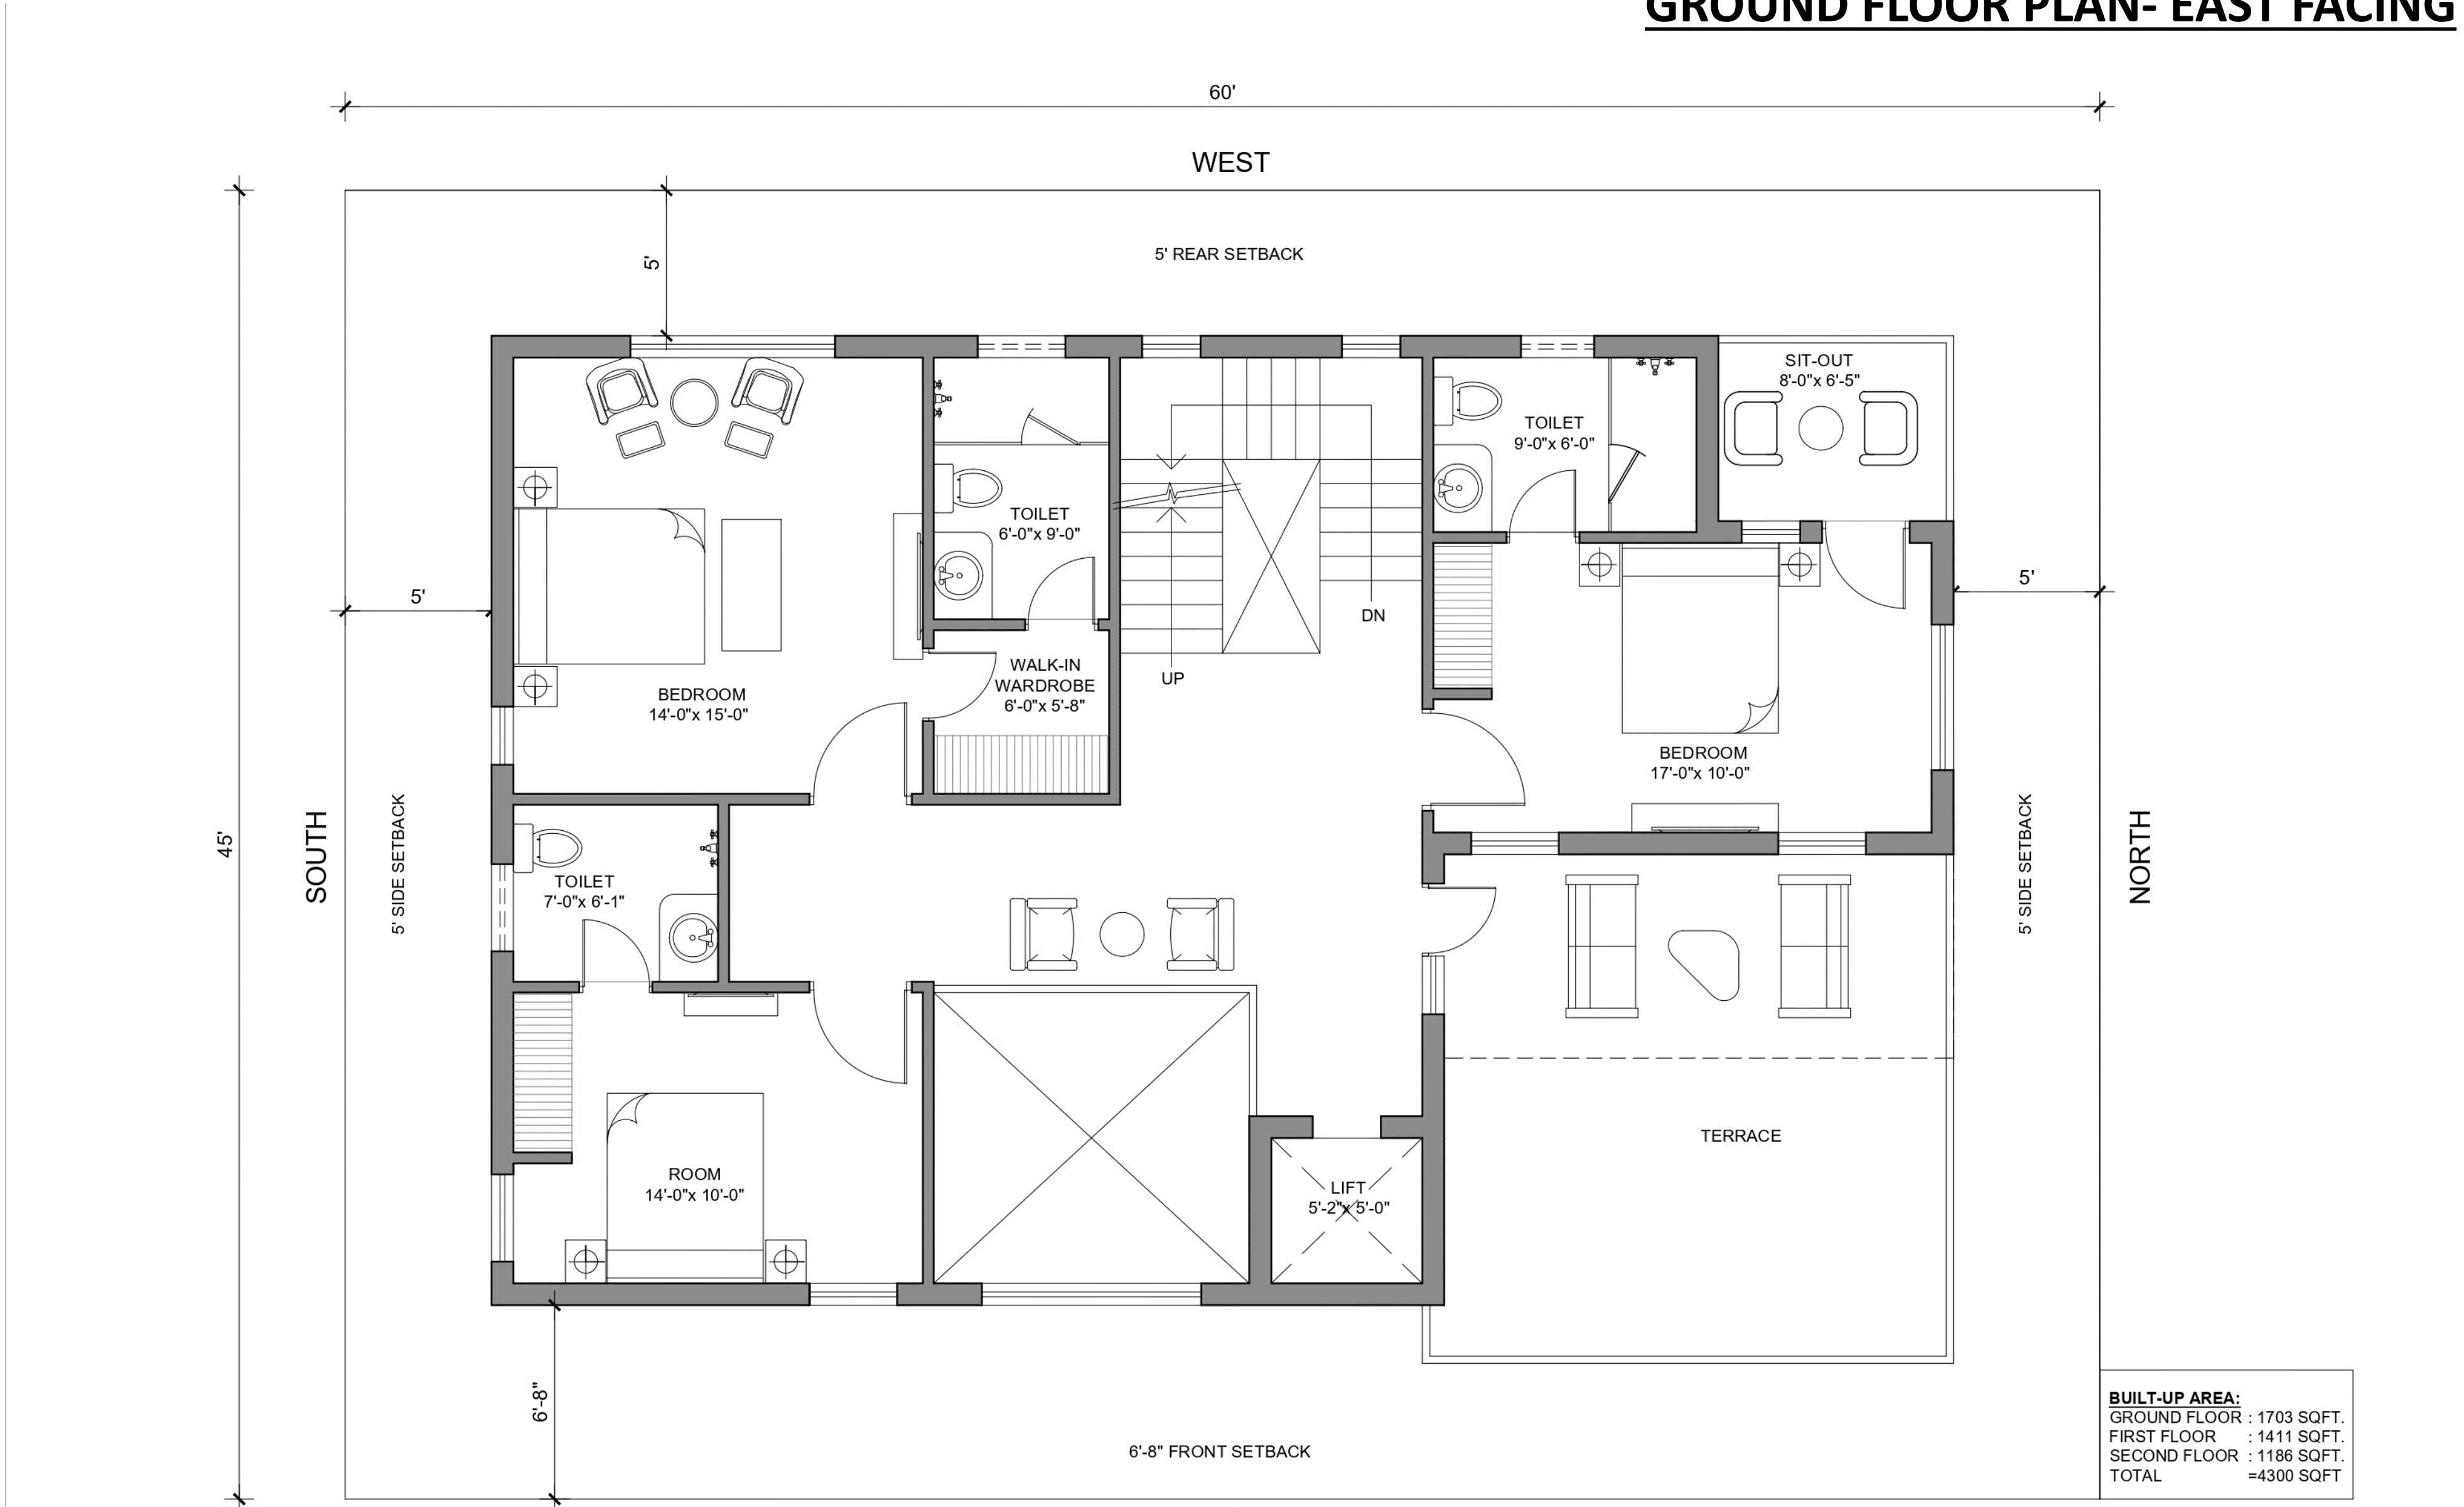 GROUND FLOOR PLAN- EAST FACING
60'
WEST
5'
5' REAR SETBACK
SIT-OUT
8'-0"x 6'-5"
TOILET
9'-0"x 6'-0"
TOILET
6'-0"x 9'-0"
5'
5'
DN
UP
WALK-IN
WARDROBE
6'-0"x 5'-8"
BEDROOM
14'-0"x 15'-0"
BEDROOM
17'-0"x 10'-0"
45'
SOUTH
5' SIDE SETBACK
TOILET
7'-0"x 6'-1"
5' SIDE SETBACK
NORTH
TERRACE
ROOM
14'-0"x 10'-0"
LIFT
5'-2"x 5'-0"
6'-8"
6'-8" FRONT SETBACK
BUILT-UP AREA:
GROUND FLOOR : 1703 SQFT.
FIRST FLOOR : 1411 SQFT.
SECOND FLOOR : 1186 SQFT.
TOTAL =4300 SQFT